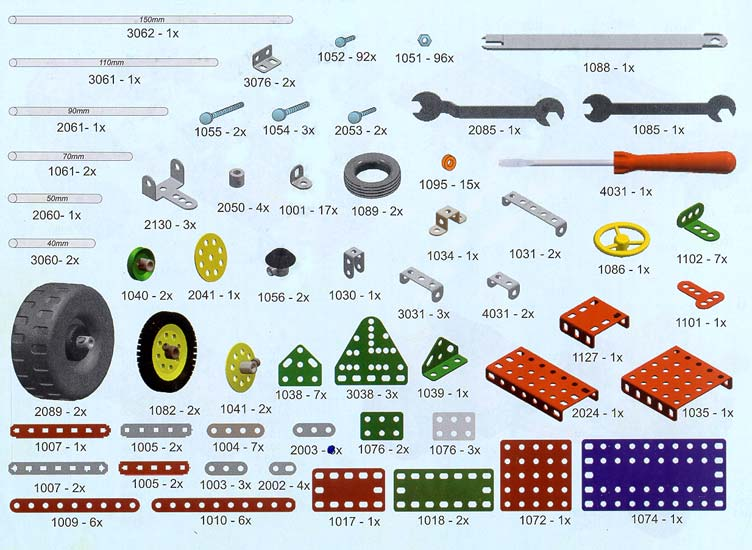 150mm
3062 - 1x
1052 - 92x
1051 - 96x
110mm
3061 - 1x
3076 - 2x
1088 - 1x
90mm
2061- 1x
1055 - 2x
1054 - 3x
2053 - 2x
2085 - 1x
1085 - 1x
70mm
1061- 2x
2130 - 3x
2050 - 4x
1001 - 17x
1089 - 2x
1095 - 15x
4031 - 1x
50mm
2060- 1x
1034 - 1x
1031 - 2x
1086 - 1x
1102 - 7x
40mm
3060- 2x
1040 - 2x
2041 - 1x
1056 - 2x
1030 - 1x
3031 - 3x
4031 - 2x
1101 - 1x
2089 - 2x
1082 - 2x
1041 - 2x
1038 - 7x
3038 - 3x
1039 - 1x
1127 - 1x
2024 - 1x
1035 - 1x
1007 - 1x
1005 - 2x
1004 - 7x
2003 -
1076 - 2x
1076 - 3x
1007 - 2x
1005 - 2x
1003 - 3x
2002 - 4x
1009 - 6x
1010 - 6x
1017 - 1x
1018 - 2x
1072 - 1x
1074 - 1x